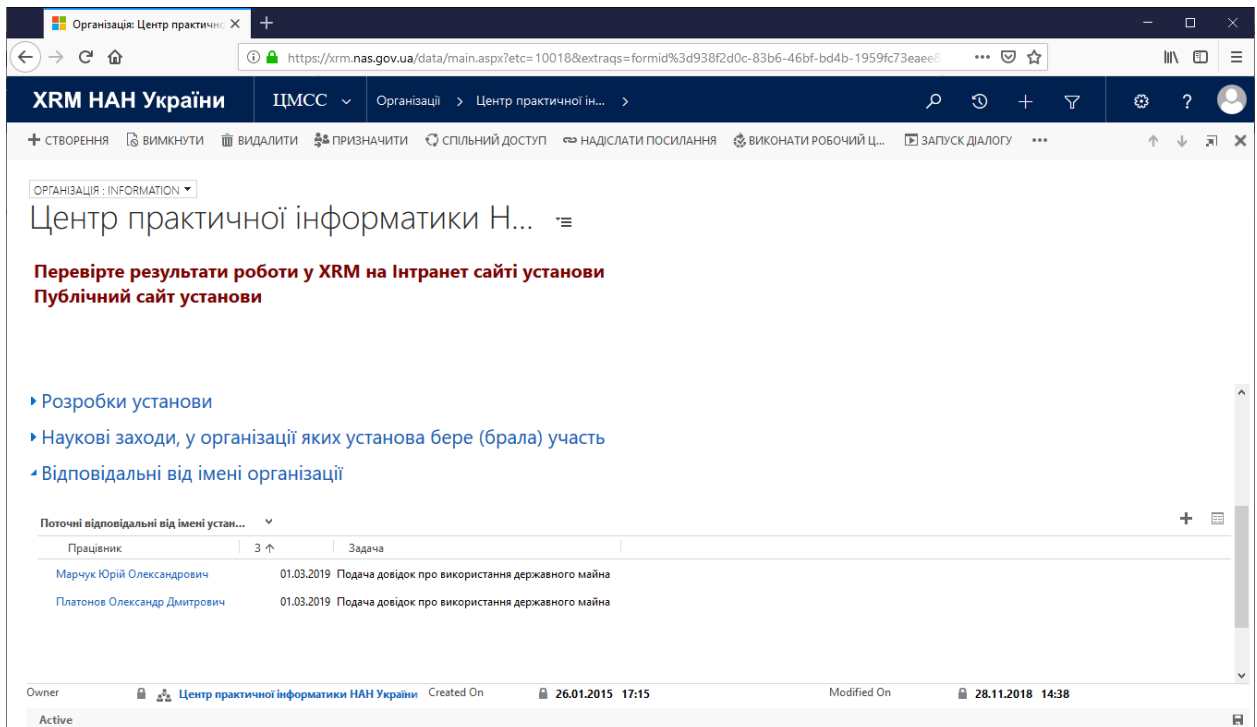 Організація: Центр практично
https://xrm.nas.gov.ua/data/main.aspx?etc=10018&extraqs=formid%3d938f2d0c-83b6-46bf-bd4b-1959fc73eaee8
XRM НАН України ЦМСС Організації > Центр практичної ін... >
СТВОРЕННЯ ВИМКНУТИ ВИДАЛИТИ ПРИЗНАЧИТИ СПІЛЬНИЙ ДОСТУП НАДІСЛАТИ ПОСИЛАННЯ ВИКОНАТИ РОБОЧИЙ Ц... ЗАПУСК ДІАЛОГУ
ОРГАНІЗАЦІЯ : INFORMATION
Центр практичної інформатики Н...
Перевірте результати роботи у XRM на Інтранет сайті установи
Публічний сайт установи
Розробки установи
Наукові заходи, у організації яких установа бере (брала) участь
Відповідальні від імені організації
Поточні відповідальні від імені устан...
Працівник З Задача
Марчук Юрій Олександрович 01.03.2019 Подача довідок про використання державного майна
Платонов Олександр Дмитрович 01.03.2019 Подача довідок про використання державного майна
Owner Центр практичної інформатики НАН України Created On 26.01.2015 17:15 Modified On 28.11.2018 14:38
Active